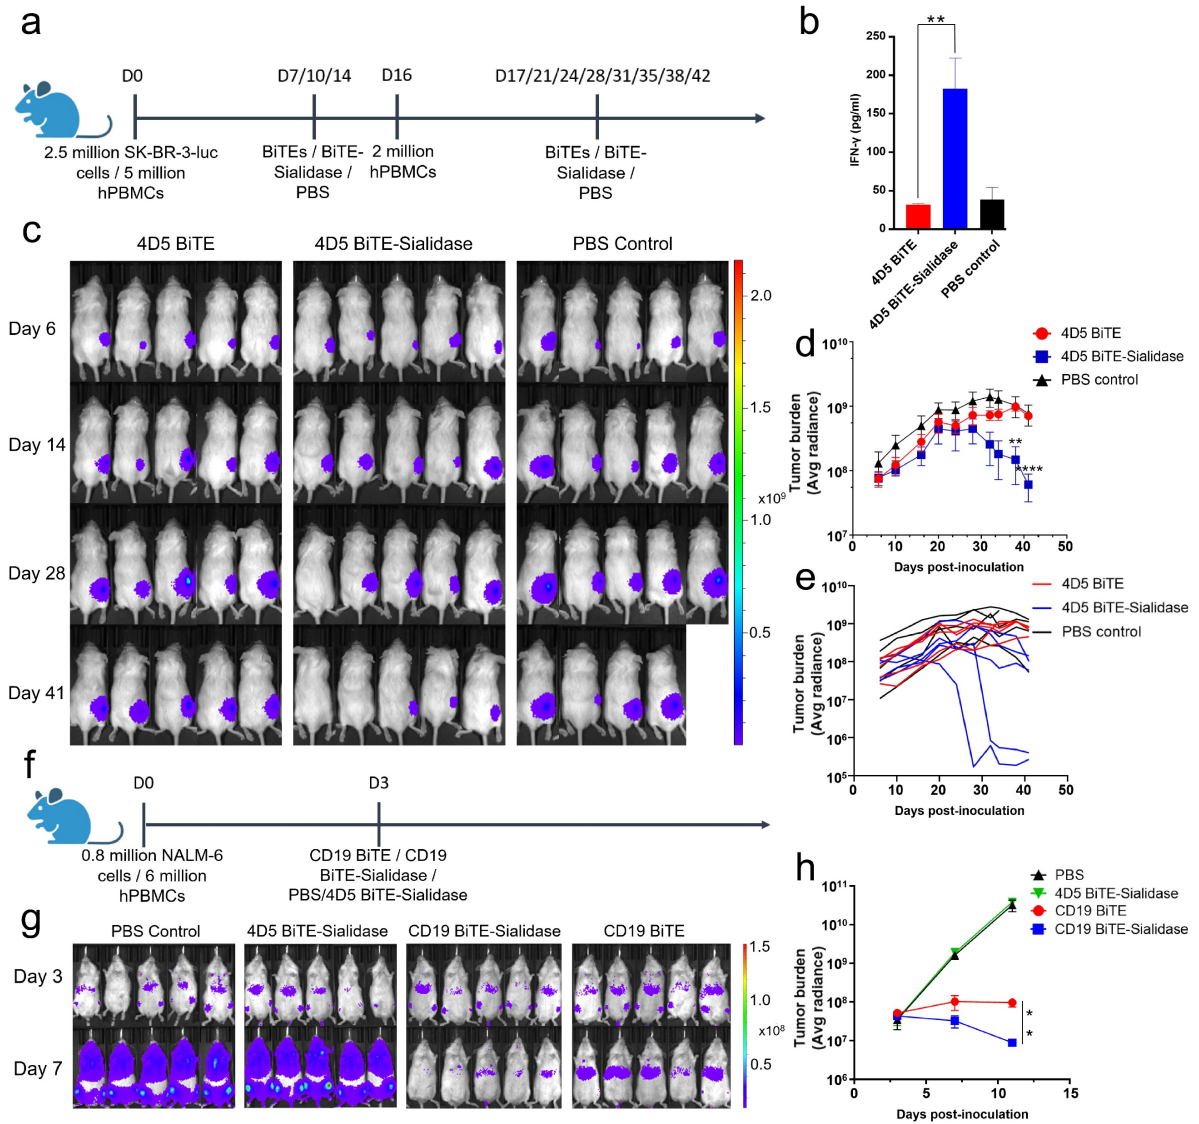 a
D0
D7/10/14
D16
D17/21/24/28/31/35/38/42
2.5 million SK-BR-3-luc
cells / 5 million
hPBMCs
BiTEs / BiTE-
Sialidase /
PBS
2 million
hPBMCs
BiTEs / BiTE-
Sialidase /
PBS
b
**
250
200
150
100
50
0
IFN-γ (pg/ml)
4D5 BiTE
4D5 BiTE-Sialidase
PBS control
c
4D5 BiTE
4D5 BiTE-Sialidase
PBS Control
Day 6
Day 14
Day 28
Day 41
2.0
1.5
x10⁹
1.0
0.5
d
4D5 BiTE
4D5 BiTE-Sialidase
PBS control
10¹⁰
10⁹
10⁸
10⁷
Tumor burden
(Avg radiance)
**
****
0 10 20 30 40 50
Days post-inoculation
e
4D5 BiTE
4D5 BiTE-Sialidase
PBS control
10¹⁰
10⁹
10⁸
10⁷
10⁶
10⁵
Tumor burden
(Avg radiance)
0 10 20 30 40 50
Days post-inoculation
f
D0
D3
0.8 million NALM-6
cells / 6 million
hPBMCs
CD19 BiTE / CD19
BiTE-Sialidase /
PBS/4D5 BiTE-Sialidase
g
PBS Control
4D5 BiTE-Sialidase
CD19 BiTE-Sialidase
CD19 BiTE
Day 3
Day 7
1.5
1.0
x10⁸
0.5
h
PBS
4D5 BiTE-Sialidase
CD19 BiTE
CD19 BiTE-Sialidase
10¹¹
10¹⁰
10⁹
10⁸
10⁷
10⁶
Tumor burden
(Avg radiance)
*
*
0 5 10 15
Days post-inoculation